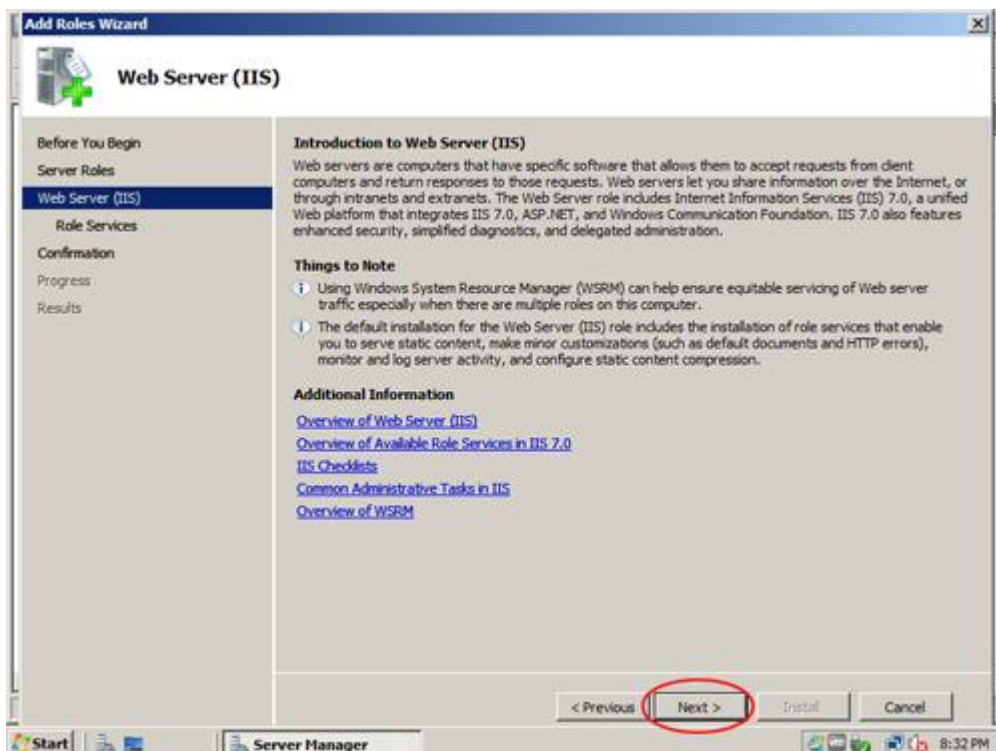 Add Roles Wizard
Web Server (IIS)
Before You Begin
Server Roles
Web Server (IIS)
Role Services
Confirmation
Progress
Results
Introduction to Web Server (IIS)
Web servers are computers that have specific software that allows them to accept requests from client
computers and return responses to those requests. Web servers let you share information over the Internet, or
through intranets and extranets. The Web Server role includes Internet Information Services (IIS) 7.0, a unified
Web platform that integrates IIS 7.0, ASP.NET, and Windows Communication Foundation. IIS 7.0 also features
enhanced security, simplified diagnostics, and delegated administration.
Things to Note
Using Windows System Resource Manager (WSRM) can help ensure equitable servicing of Web server
traffic especially when there are multiple roles on this computer.
The default installation for the Web Server (IIS) role includes the installation of role services that enable
you to serve static content, make minor customizations (such as default documents and HTTP errors),
monitor and log server activity, and configure static content compression.
Additional Information
Overview of Web Server (IIS)
Overview of Available Role Services in IIS 7.0
IIS Checklists
Common Administrative Tasks in IIS
Overview of WSRM
< Previous Next > Install Cancel
Start Server Manager 8:32 PM